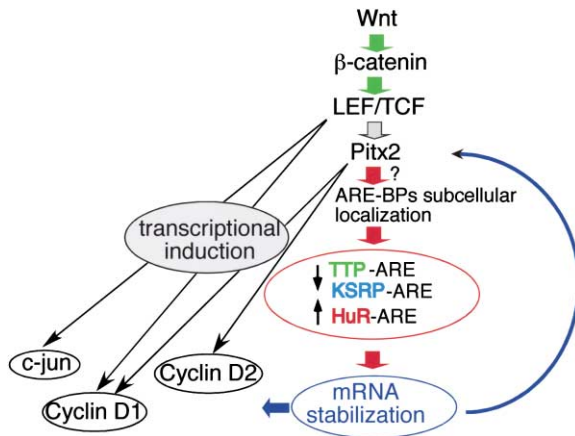 Wnt
β-catenin
LEF/TCF
Pitx2
?
ARE-BPs subcellular
localization
transcriptional
induction
TTP-ARE
KSRP-ARE
HuR-ARE
c-jun
Cyclin D2
Cyclin D1
mRNA
stabilization